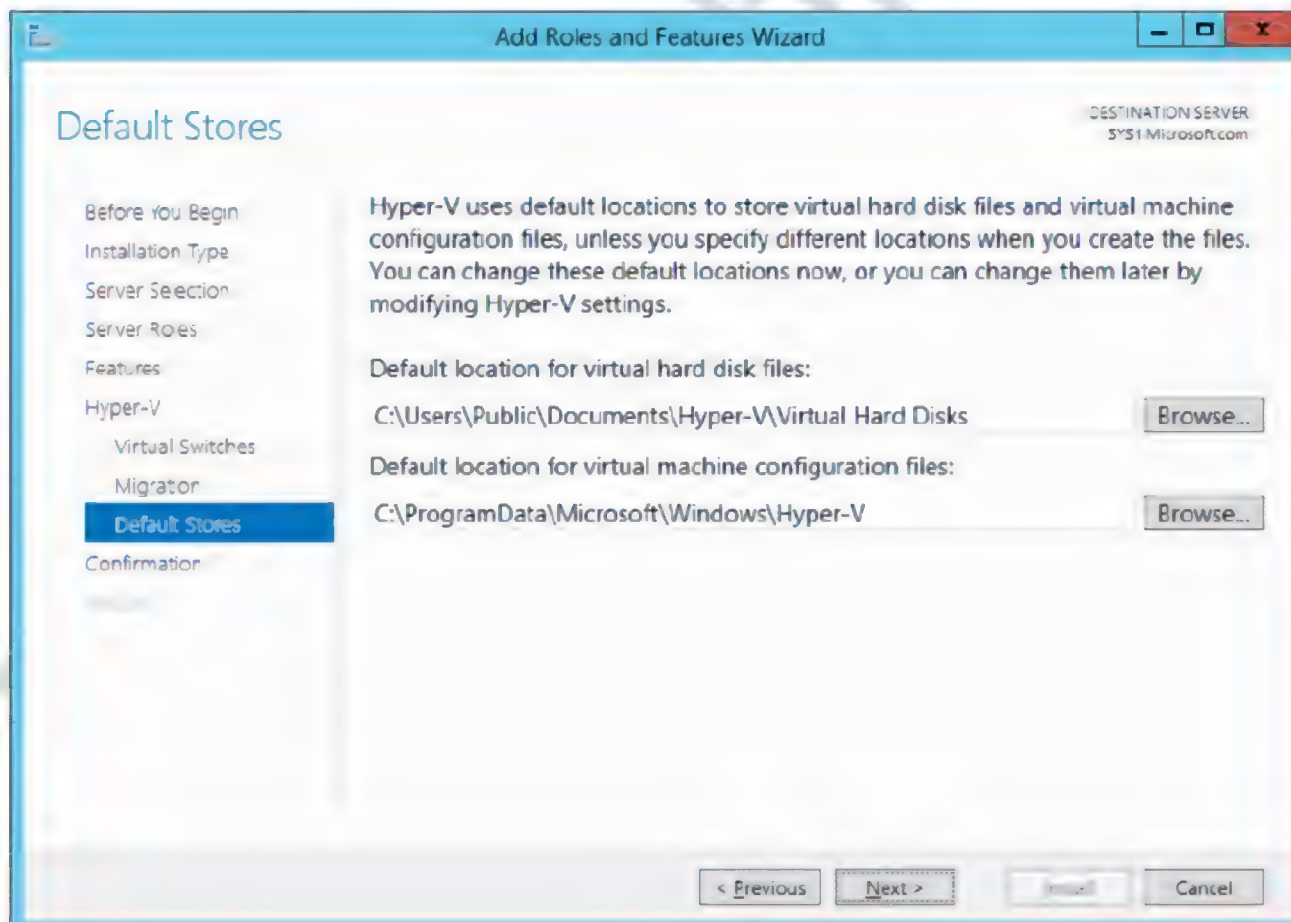 Add Roles and Features Wizard
Default Stores
DESTINATION SERVER
SYS1.Microsoft.com
Before You Begin
Installation Type
Server Selection
Server Roles
Features
Hyper-V
Virtual Switches
Migration
Default Stores
Confirmation
Hyper-V uses default locations to store virtual hard disk files and virtual machine
configuration files, unless you specify different locations when you create the files.
You can change these default locations now, or you can change them later by
modifying Hyper-V settings.
Default location for virtual hard disk files:
C:\Users\Public\Documents\Hyper-V\Virtual Hard Disks
Browse...
Default location for virtual machine configuration files:
C:\ProgramData\Microsoft\Windows\Hyper-V
Browse...
< Previous
Next >
Cancel